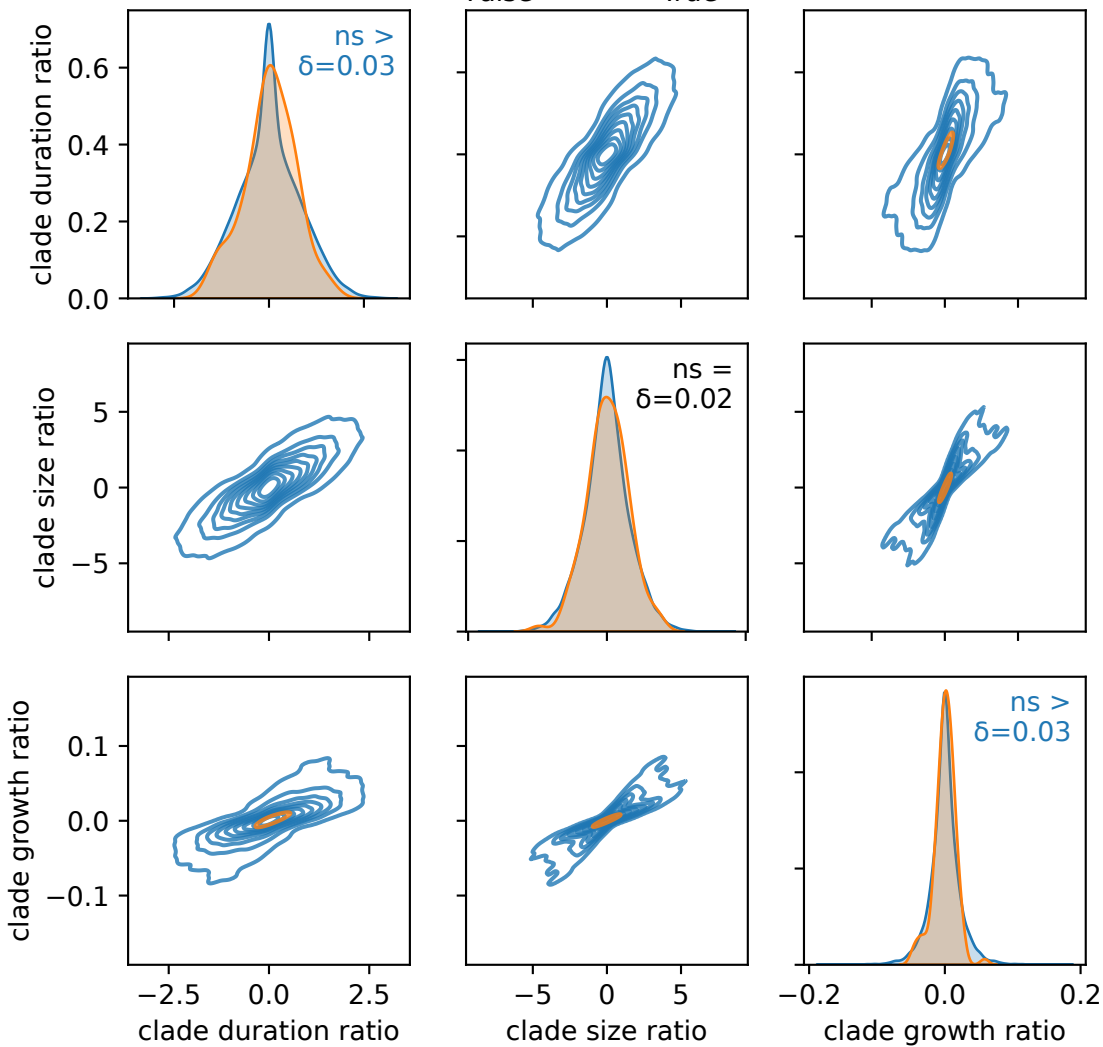 clade duration ratio
0.6
0.4
0.2
0.0
ns >
δ=0.03
clade size ratio
5
0
−5
ns =
δ=0.02
clade growth ratio
0.1
0.0
−0.1
ns >
δ=0.03
−2.5 0.0 2.5
clade duration ratio
−5 0 5
clade size ratio
−0.2 0.0 0.2
clade growth ratio